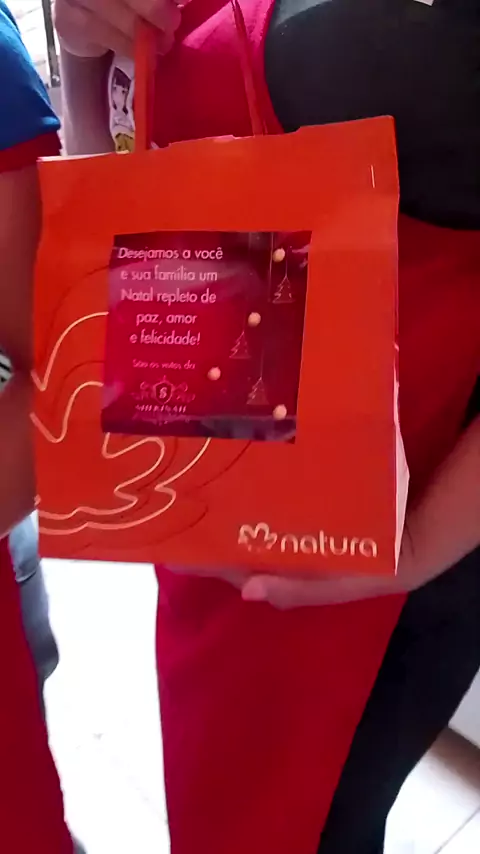 Desejamos a você
e sua família um
Natal repleto de
paz, amor
e felicidade!
São os votos da
S
natura